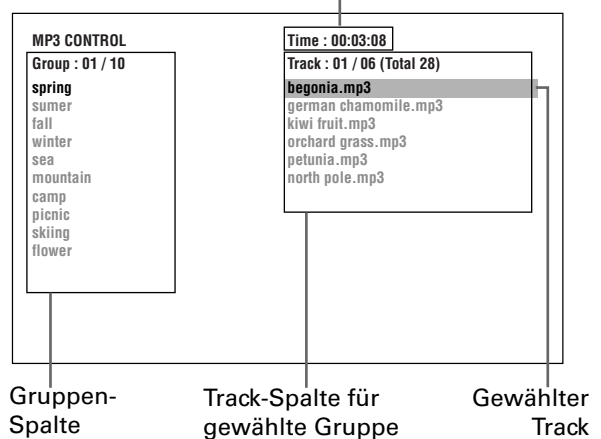 MP3 CONTROL
Group : 01 / 10
spring
sumer
fall
winter
sea
mountain
camp
picnic
skiing
flower
Time : 00:03:08
Track : 01 / 06 (Total 28)
begonia.mp3
german chamomile.mp3
kiwi fruit.mp3
orchard grass.mp3
petunia.mp3
north pole.mp3
Gruppen-
Spalte
Track-Spalte für
gewählte Gruppe
Gewählter
Track